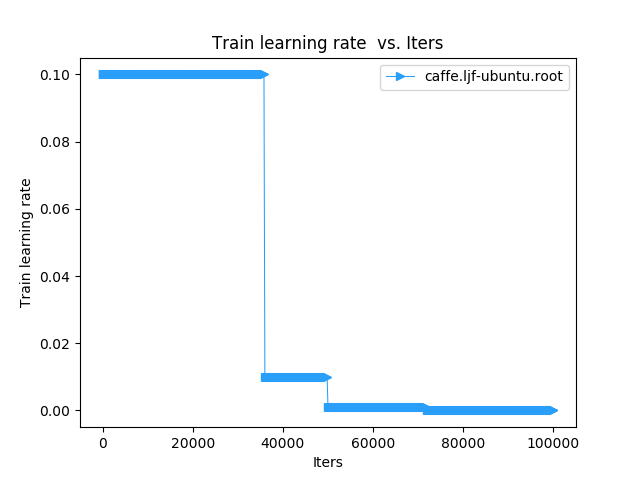 Train learning rate  vs. Iters
caffe.ljf-ubuntu.root
Train learning rate
0.10
0.08
0.06
0.04
0.02
0.00
0 20000 40000 60000 80000 100000
Iters